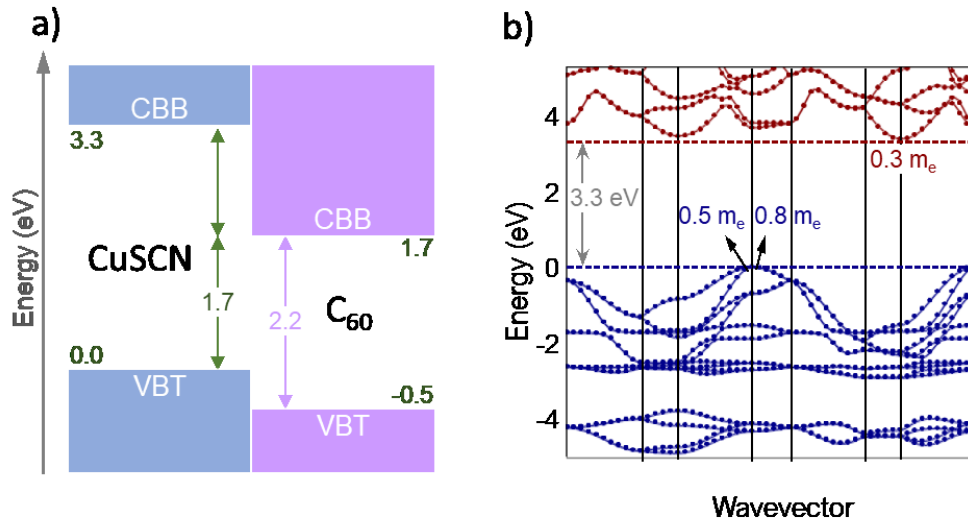 a)
Energy (eV)
CBB
3.3
CuSCN
1.7
0.0
VBT
CBB
1.7
C₆₀
2.2
-0.5
VBT
b)
Energy (eV)
4
2
0
-2
-4
3.3 eV
0.3 mₑ
0.5 mₑ 0.8 mₑ
Wavevector